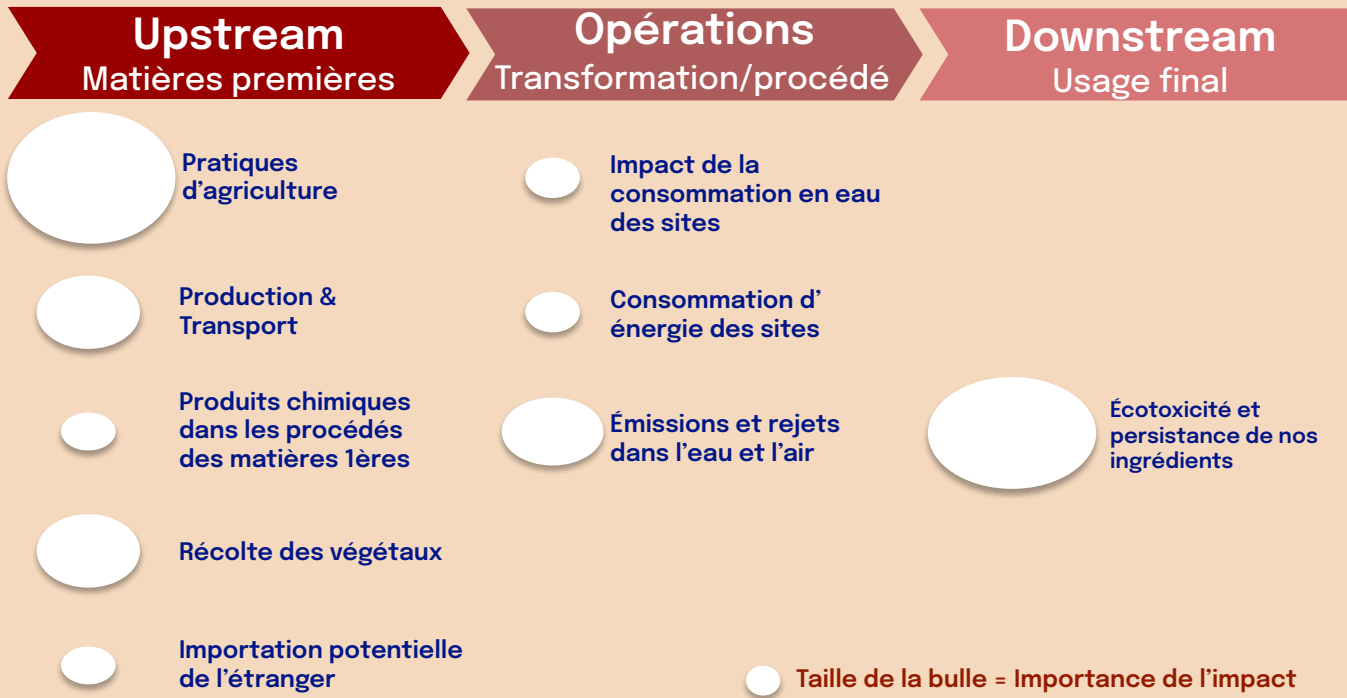 Upstream
Matières premières
Opérations
Transformation/procédé
Downstream
Usage final
Pratiques
d’agriculture
Production &
Transport
Produits chimiques
dans les procédés
des matières 1ères
Récolte des végétaux
Importation potentielle
de l’étranger
Impact de la
consommation en eau
des sites
Consommation d’
énergie des sites
Émissions et rejets
dans l’eau et l’air
Écotoxicité et
persistance de nos
ingrédients
Taille de la bulle = Importance de l’impact